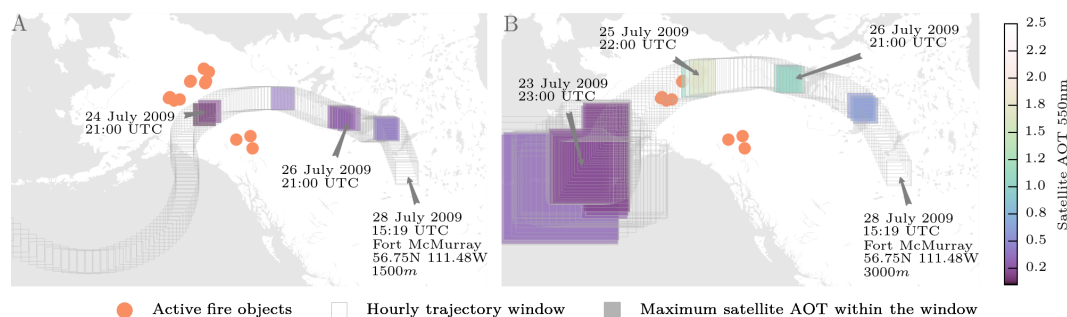 A
24 July 2009
21:00 UTC
26 July 2009
21:00 UTC
28 July 2009
15:19 UTC
Fort McMurray
56.75N 111.48W
1500m
B
25 July 2009
22:00 UTC
26 July 2009
21:00 UTC
23 July 2009
23:00 UTC
28 July 2009
15:19 UTC
Fort McMurray
56.75N 111.48W
3000m
2.5
2.2
2.0
1.8
1.5
1.2
1.0
0.8
0.5
0.2
Satellite AOT 550nm
Active fire objects
Hourly trajectory window
Maximum satellite AOT within the window